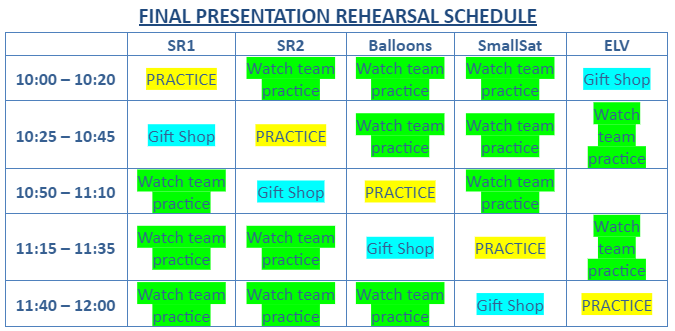 FINAL PRESENTATION REHEARSAL SCHEDULE
SR1 SR2 Balloons SmallSat ELV
10:00 – 10:20 PRACTICE Watch team practice Watch team practice Watch team practice Gift Shop
10:25 – 10:45 Gift Shop PRACTICE Watch team practice Watch team practice Watch team practice
10:50 – 11:10 Watch team practice Gift Shop PRACTICE Watch team practice
11:15 – 11:35 Watch team practice Watch team practice Gift Shop PRACTICE Watch team practice
11:40 – 12:00 Watch team practice Watch team practice Watch team practice Gift Shop PRACTICE